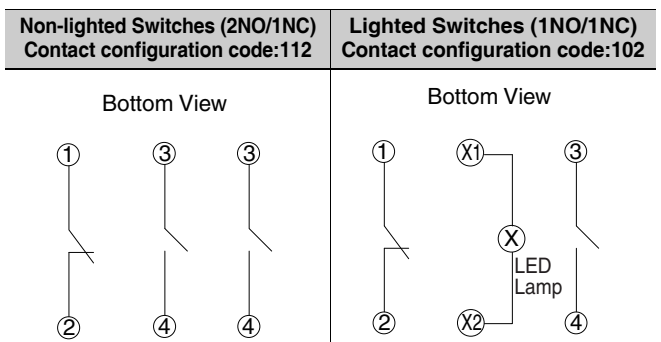 Non-lighted Switches (2NO/1NC)
Contact configuration code:112
Lighted Switches (1NO/1NC)
Contact configuration code:102
Bottom View
1 3 3
2 4 4
Bottom View
X1
1 3
X
LED
Lamp
2 X2 4